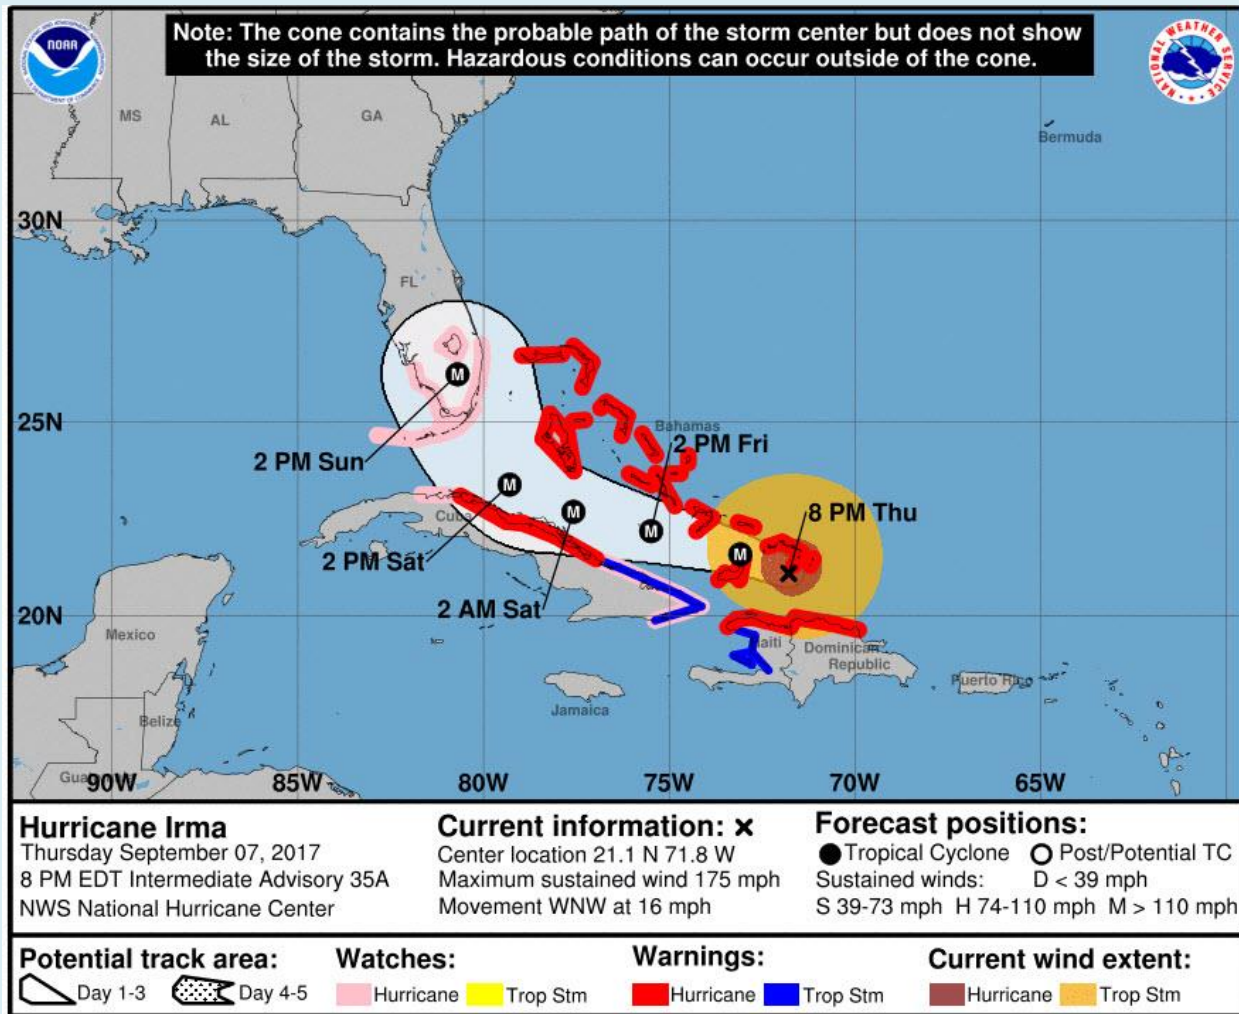 Note: The cone contains the probable path of the storm center but does not show
the size of the storm. Hazardous conditions can occur outside of the cone.
NOAA
NATIONAL WEATHER SERVICE
MS
AL
GA
Bermuda
30N
FL
25N
Bahamas
2 PM Fri
M
2 PM Sun
M
8 PM Thu
M
M
M
Cuba
2 PM Sat
2 AM Sat
20N
Mexico
Dominican
Republic
Puerto Rico
Jamaica
Belize
90W
85W
80W
75W
70W
65W
Hurricane Irma
Thursday September 07, 2017
8 PM EDT Intermediate Advisory 35A
NWS National Hurricane Center
Current information: ×
Center location 21.1 N 71.8 W
Maximum sustained wind 175 mph
Movement WNW at 16 mph
Forecast positions:
Tropical Cyclone Post/Potential TC
Sustained winds: D < 39 mph
S 39-73 mph H 74-110 mph M > 110 mph
Potential track area:
Day 1-3 Day 4-5
Watches:
Hurricane Trop Stm
Warnings:
Hurricane Trop Stm
Current wind extent:
Hurricane Trop Stm